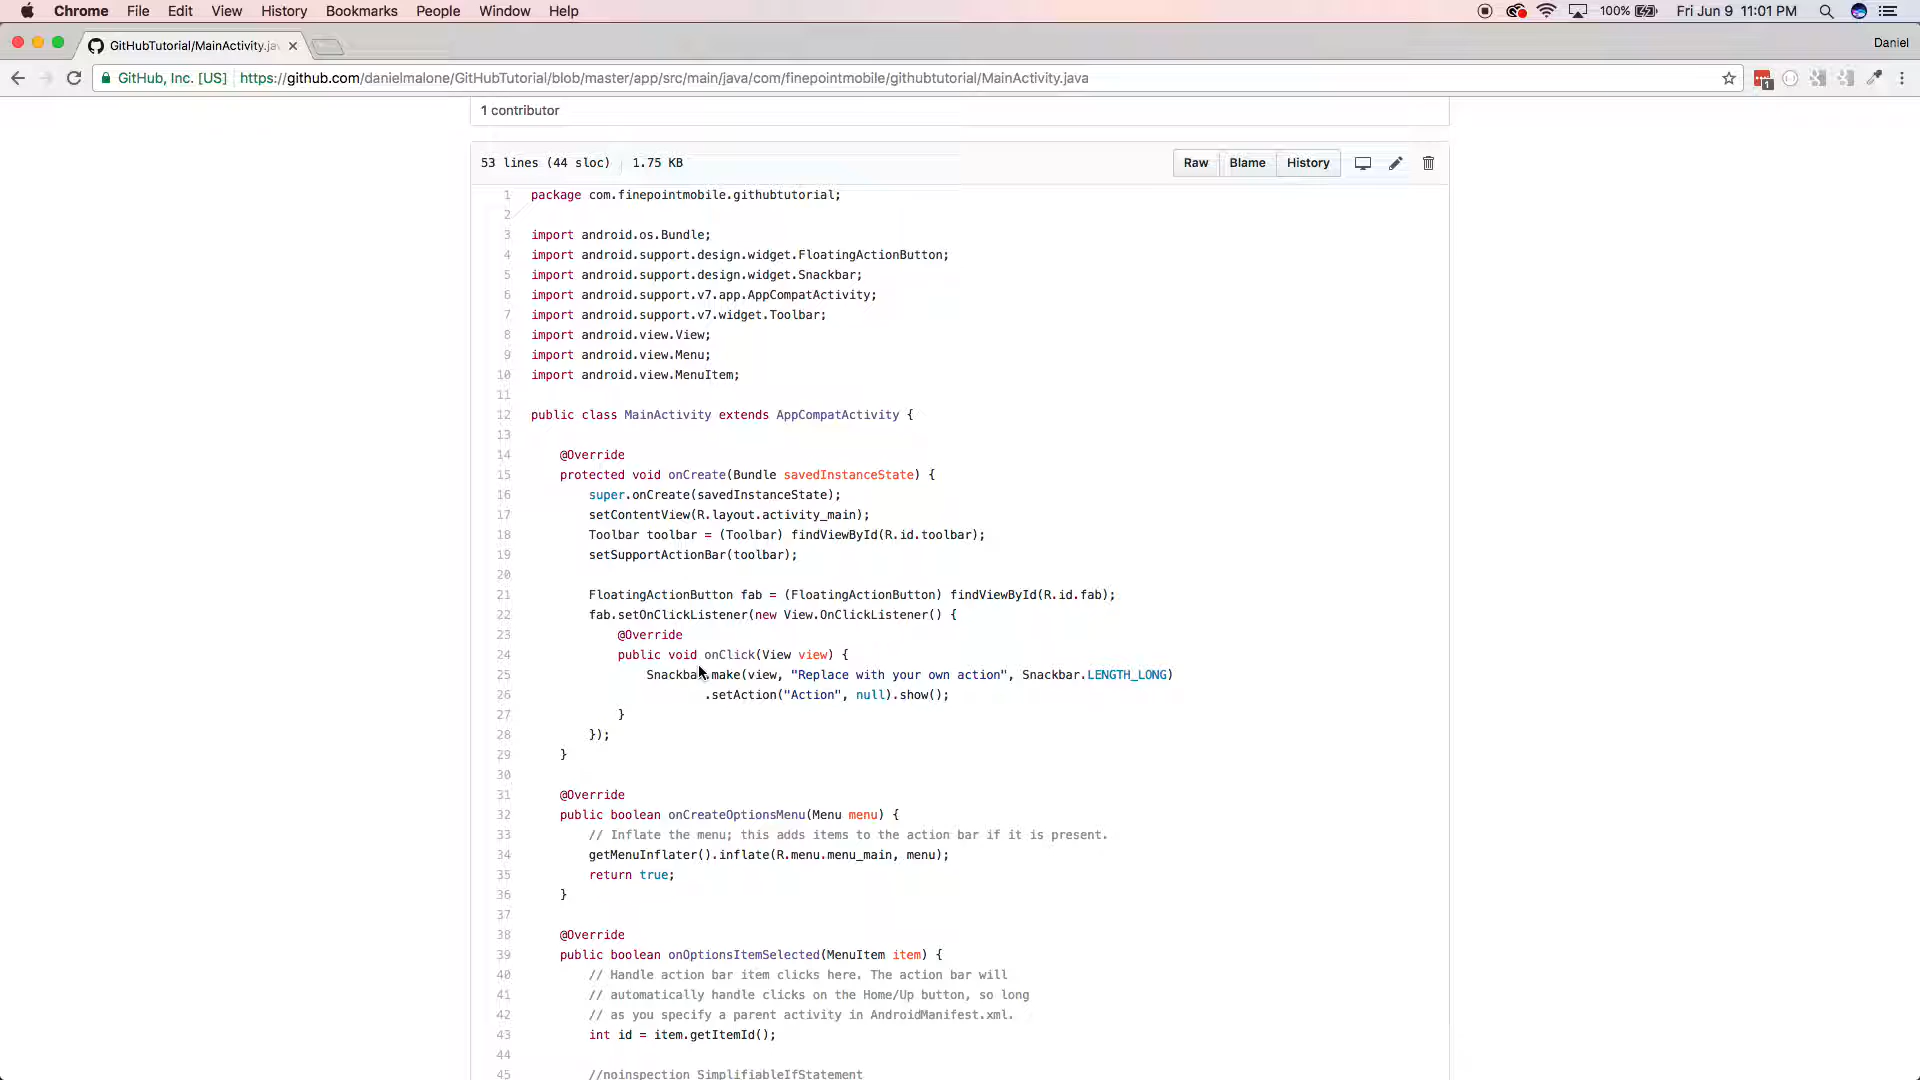 Chrome File Edit View History Bookmarks People Window Help 100% Fri Jun 9 11:01 PM
GitHubTutorial/MainActivity.ja Daniel
GitHub, Inc. [US] https://github.com/danielmalone/GitHubTutorial/blob/master/app/src/main/java/com/finepointmobile/githubtutorial/MainActivity.java 1
1 contributor
53 lines (44 sloc) 1.75 KB Raw Blame History
1 package com.finepointmobile.githubtutorial;
2
3 import android.os.Bundle;
4 import android.support.design.widget.FloatingActionButton;
5 import android.support.design.widget.Snackbar;
6 import android.support.v7.app.AppCompatActivity;
7 import android.support.v7.widget.Toolbar;
8 import android.view.View;
9 import android.view.Menu;
10 import android.view.MenuItem;
11
12 public class MainActivity extends AppCompatActivity {
13
14 @Override
15 protected void onCreate(Bundle savedInstanceState) {
16 super.onCreate(savedInstanceState);
17 setContentView(R.layout.activity_main);
18 Toolbar toolbar = (Toolbar) findViewById(R.id.toolbar);
19 setSupportActionBar(toolbar);
20
21 FloatingActionButton fab = (FloatingActionButton) findViewById(R.id.fab);
22 fab.setOnClickListener(new View.OnClickListener() {
23 @Override
24 public void onClick(View view) {
25 Snackbar.make(view, "Replace with your own action", Snackbar.LENGTH_LONG)
26 .setAction("Action", null).show();
27 }
28 });
29 }
30
31 @Override
32 public boolean onCreateOptionsMenu(Menu menu) {
33 // Inflate the menu; this adds items to the action bar if it is present.
34 getMenuInflater().inflate(R.menu.menu_main, menu);
35 return true;
36 }
37
38 @Override
39 public boolean onOptionsItemSelected(MenuItem item) {
40 // Handle action bar item clicks here. The action bar will
41 // automatically handle clicks on the Home/Up button, so long
42 // as you specify a parent activity in AndroidManifest.xml.
43 int id = item.getItemId();
44
45 //noinspection SimplifiableIfStatement